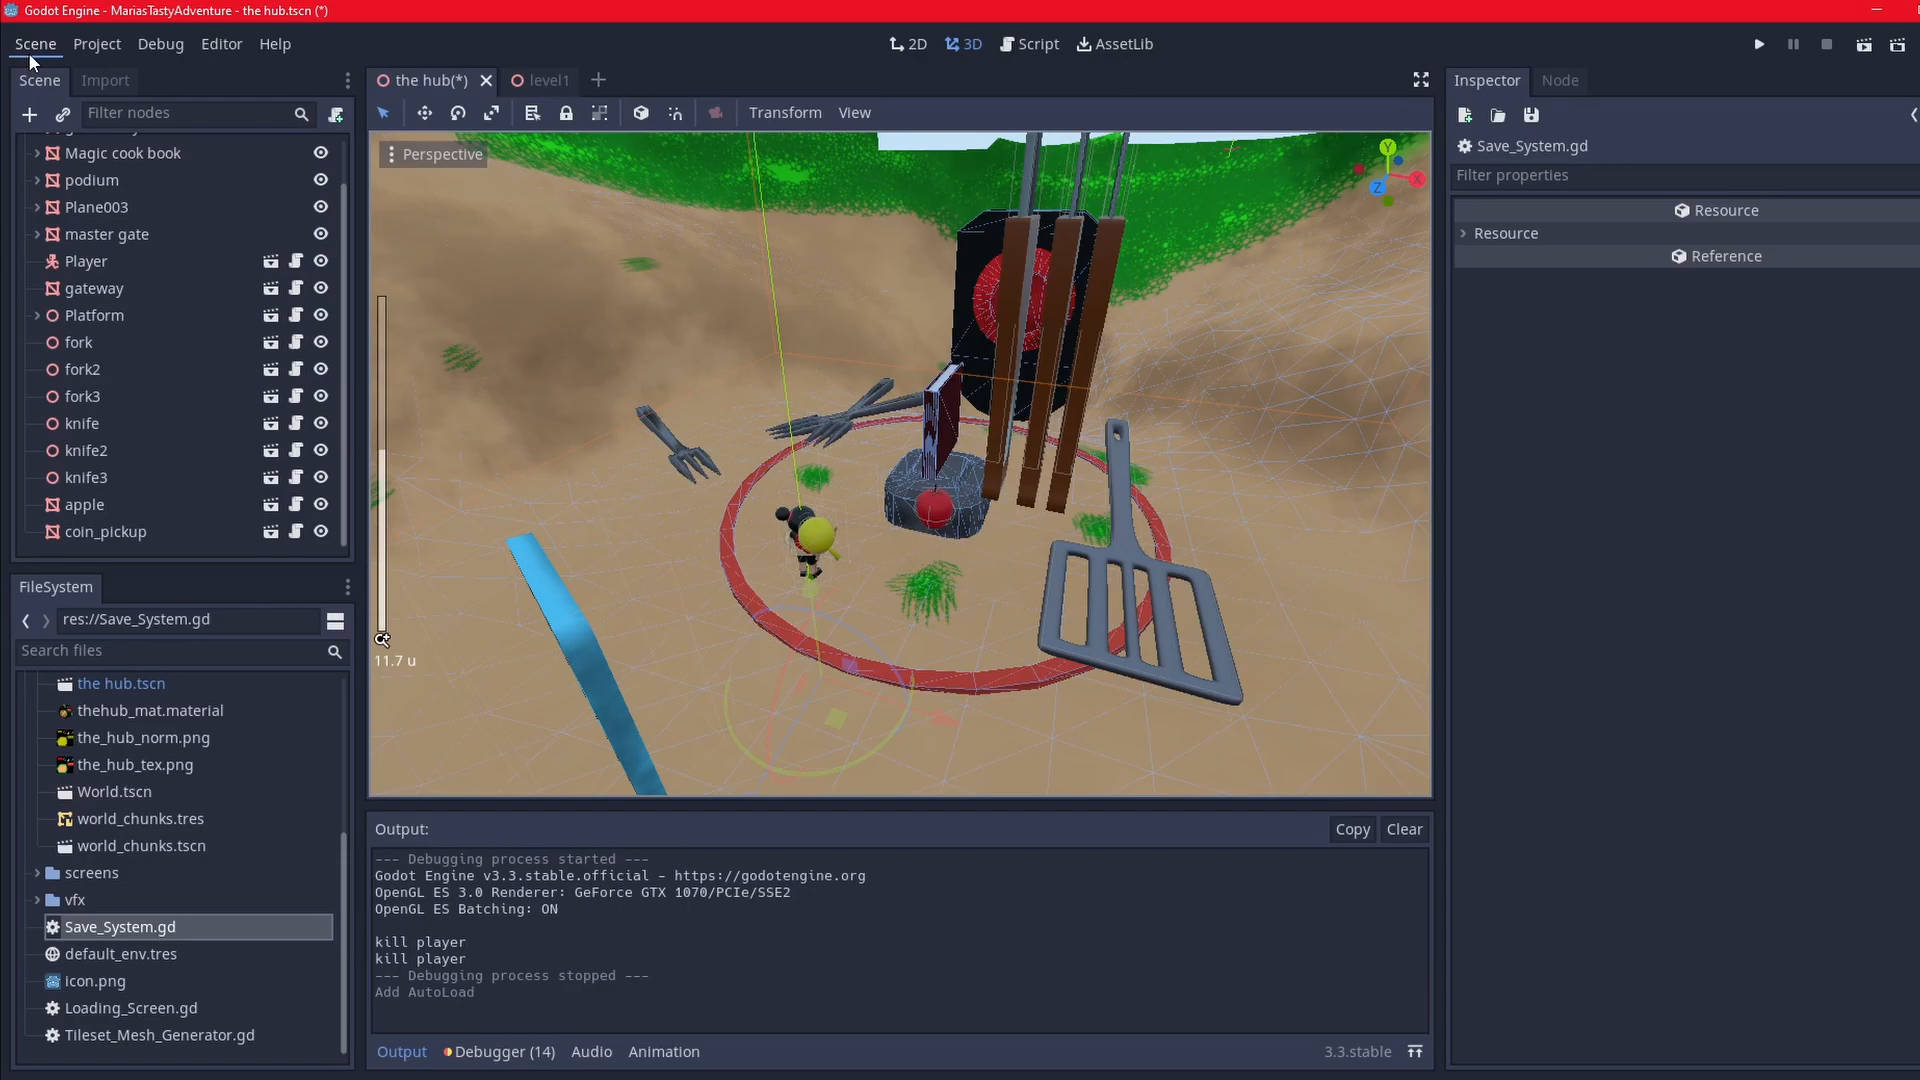 Godot Engine - MariasTastyAdventure - the hub.tscn (*)
Scene Project Debug Editor Help
2D 3D Script AssetLib
Scene Import
Filter nodes
Magic cook book
podium
Plane003
master gate
Player
gateway
Platform
fork
fork2
fork3
knife
knife2
knife3
apple
coin_pickup
FileSystem
res://Save_System.gd
Search files
the hub.tscn
thehub_mat.material
the_hub_norm.png
the_hub_tex.png
World.tscn
world_chunks.tres
world_chunks.tscn
screens
vfx
Save_System.gd
default_env.tres
icon.png
Loading_Screen.gd
Tileset_Mesh_Generator.gd
the hub(*) level1
Transform View
Perspective
Y
X
Z
11.7 u
Output:
Copy Clear
--- Debugging process started ---
Godot Engine v3.3.stable.official - https://godotengine.org
OpenGL ES 3.0 Renderer: GeForce GTX 1070/PCIe/SSE2
OpenGL ES Batching: ON
kill player
kill player
--- Debugging process stopped ---
Add AutoLoad
Output Debugger (14) Audio Animation 3.3.stable
Inspector Node
Save_System.gd
Filter properties
Resource
Resource
Reference